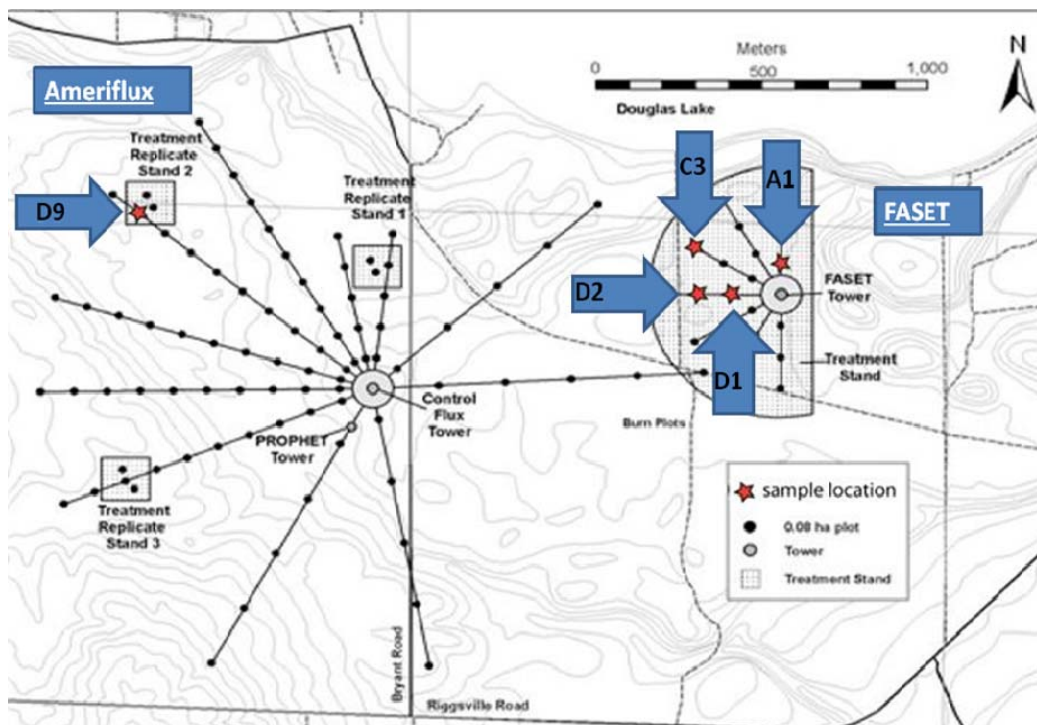 Ameriflux
Treatment
Replicate
Stand 2
D9
Treatment
Replicate
Stand 1
Meters
0
500
1,000
N
Douglas Lake
C3
A1
FASET
D2
FASET
Tower
D1
Treatment
Stand
Control
Flux
Tower
PROPHET
Tower
Burn Plots
Treatment
Replicate
Stand 3
sample location
0.08 ha plot
Tower
Treatment Stand
Bryant Road
Riggsville Road